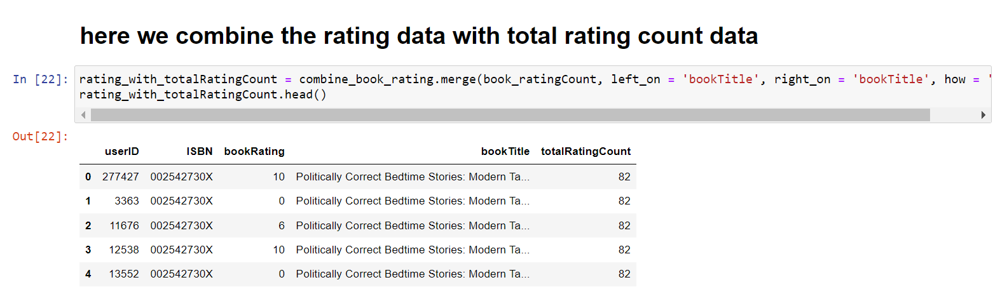 here we combine the rating data with total rating count data
In [22]: rating_with_totalRatingCount = combine_book_rating.merge(book_ratingCount, left_on = 'bookTitle', right_on = 'bookTitle', how = '
rating_with_totalRatingCount.head()
Out[22]:
userID ISBN bookRating bookTitle totalRatingCount
0 277427 002542730X 10 Politically Correct Bedtime Stories: Modern Ta... 82
1 3363 002542730X 0 Politically Correct Bedtime Stories: Modern Ta... 82
2 11676 002542730X 6 Politically Correct Bedtime Stories: Modern Ta... 82
3 12538 002542730X 10 Politically Correct Bedtime Stories: Modern Ta... 82
4 13552 002542730X 0 Politically Correct Bedtime Stories: Modern Ta... 82